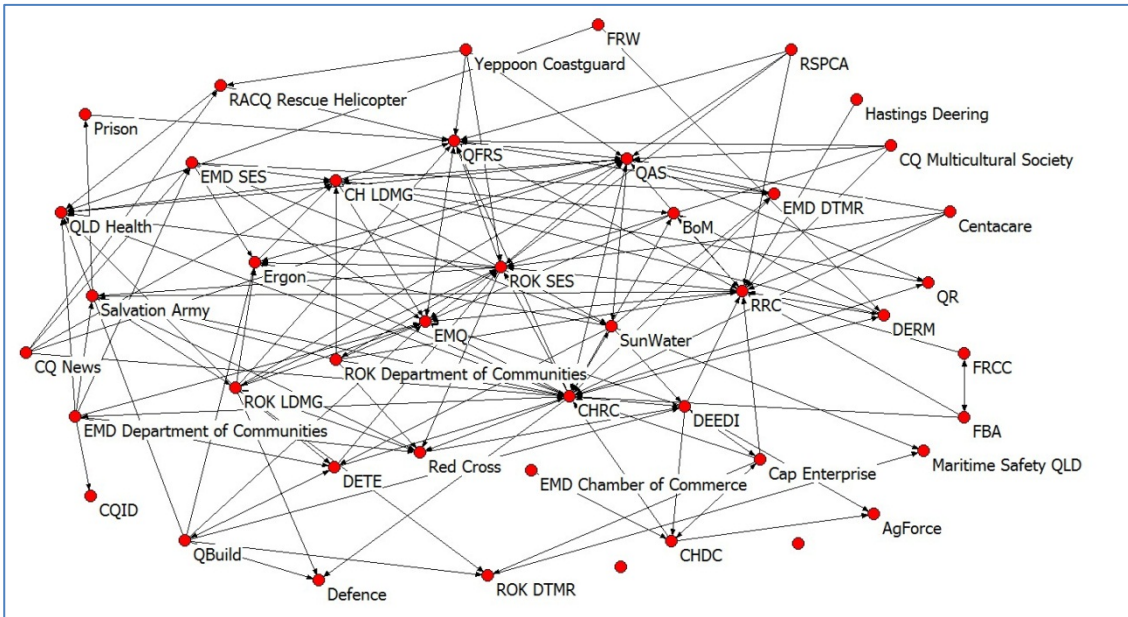 FRW
Yeppoon Coastguard
RSPCA
RACQ Rescue Helicopter
Hastings Deering
Prison
QFRS
CQ Multicultural Society
EMD SES
QAS
CH LDMG
EMD DTMR
QLD Health
BoM
Centacare
Ergon
ROK SES
QR
Salvation Army
RRC
DERM
EMQ
SunWater
CQ News
ROK Department of Communities
FRCC
ROK LDMG
CHRC
DEEDI
EMD Department of Communities
FBA
Red Cross
Maritime Safety QLD
DETE
EMD Chamber of Commerce
Cap Enterprise
CQID
AgForce
QBuild
CHDC
Defence
ROK DTMR